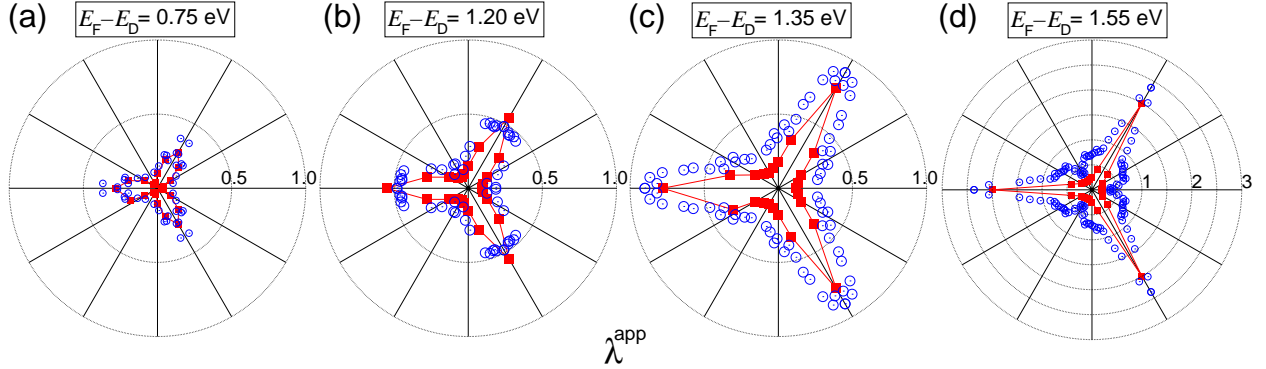 (a) E_F−E_D= 0.75 eV (b) E_F−E_D= 1.20 eV (c) E_F−E_D= 1.35 eV (d) E_F−E_D= 1.55 eV
0.5 1.0 0.5 1.0 0.5 1.0 1 2 3
λ^app